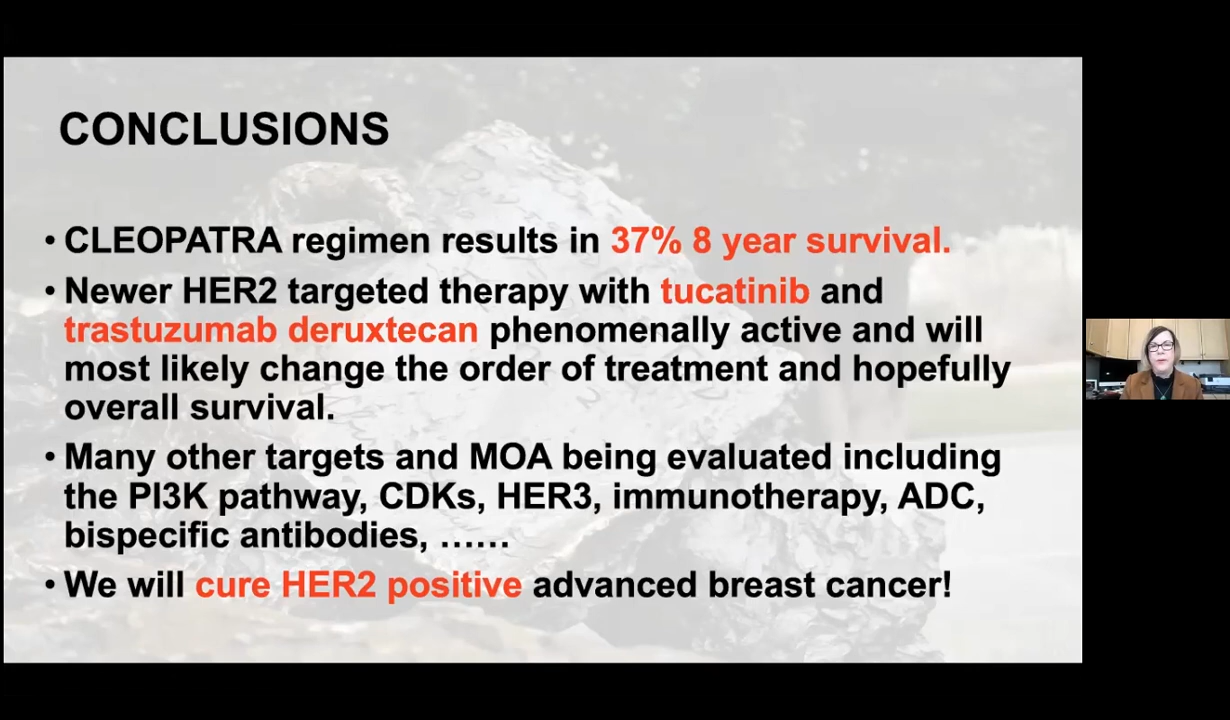 CONCLUSIONS
• CLEOPATRA regimen results in 37% 8 year survival.
• Newer HER2 targeted therapy with tucatinib and
trastuzumab deruxtecan phenomenally active and will
most likely change the order of treatment and hopefully
overall survival.
• Many other targets and MOA being evaluated including
the PI3K pathway, CDKs, HER3, immunotherapy, ADC,
bispecific antibodies, ……
• We will cure HER2 positive advanced breast cancer!